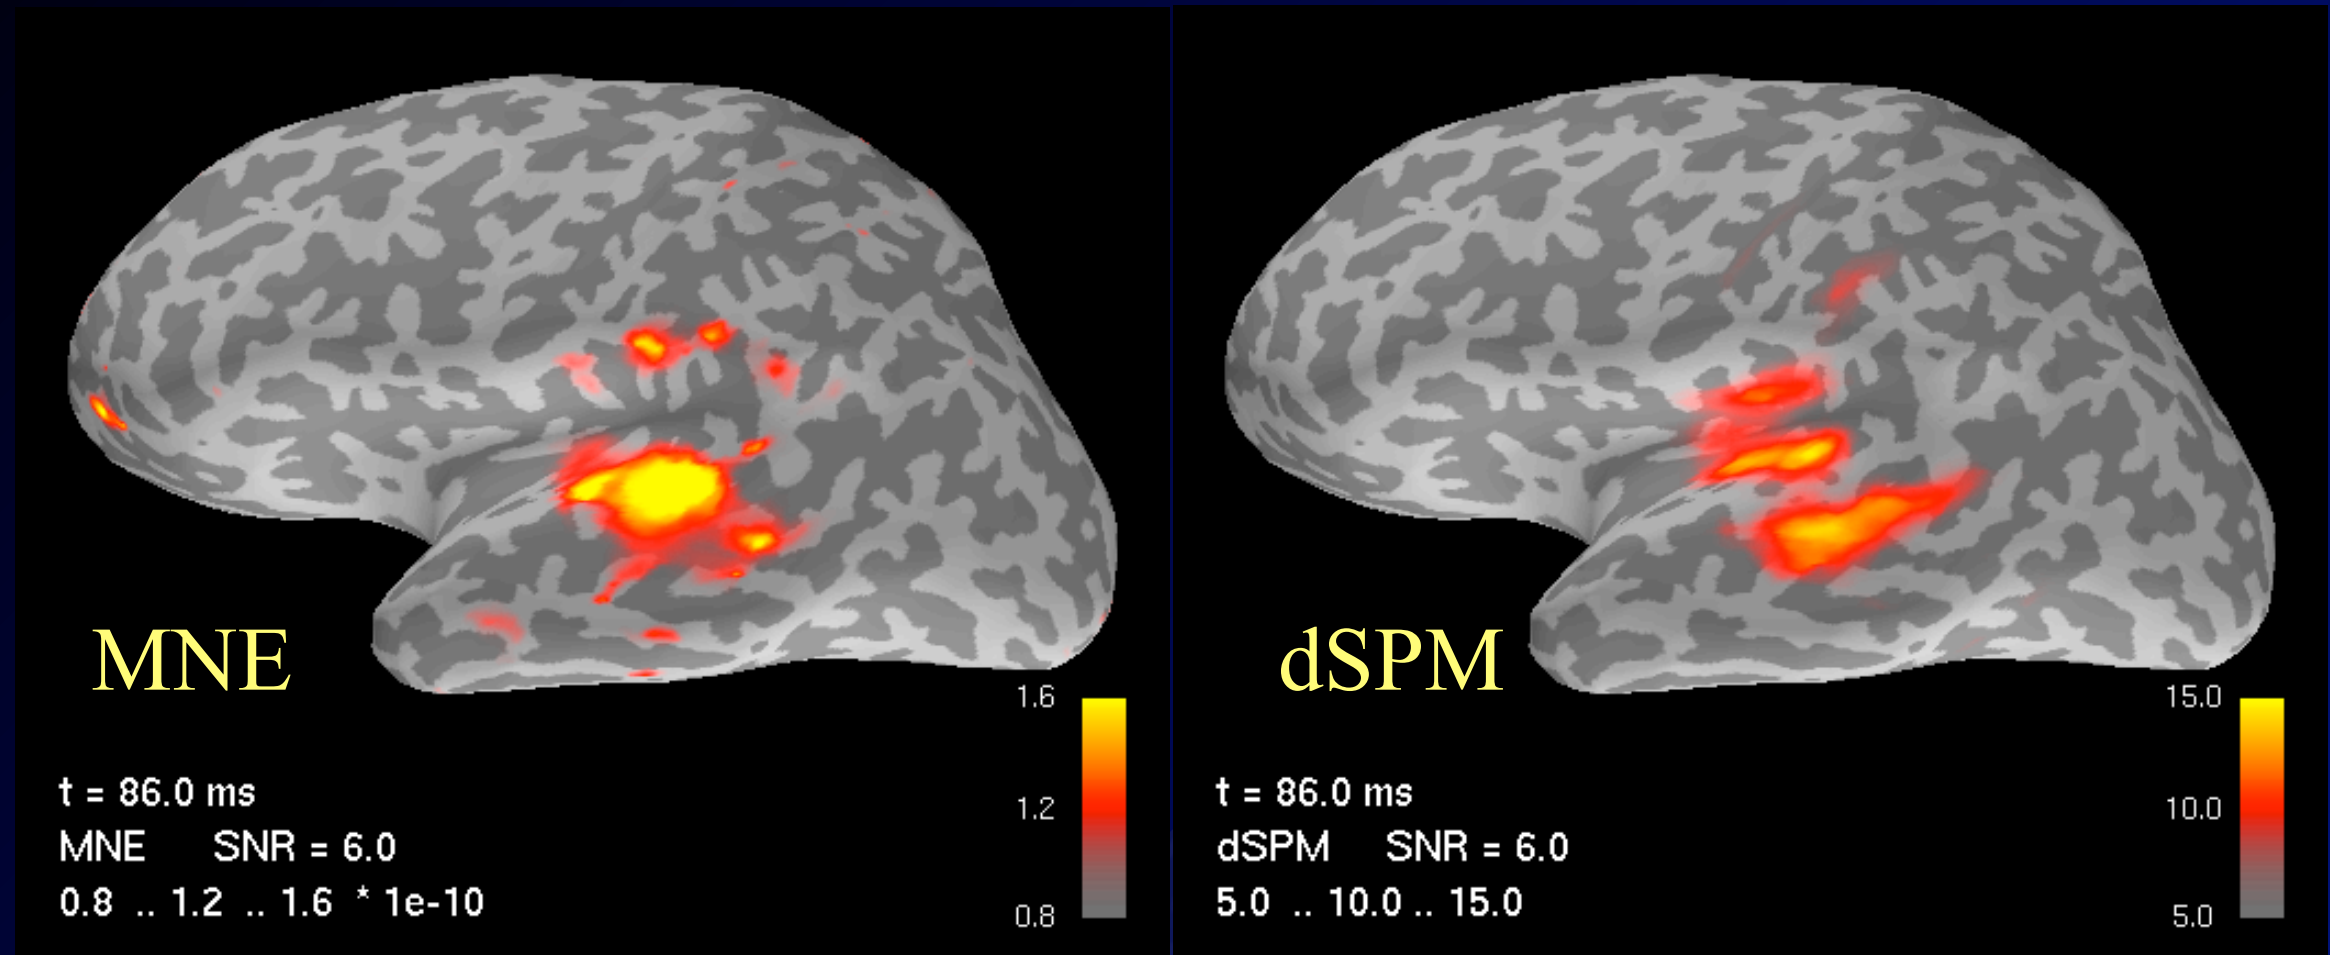 MNE
1.6
1.2
0.8
t = 86.0 ms
MNE SNR = 6.0
0.8 .. 1.2 .. 1.6 * 1e-10
dSPM
15.0
10.0
5.0
t = 86.0 ms
dSPM SNR = 6.0
5.0 .. 10.0 .. 15.0